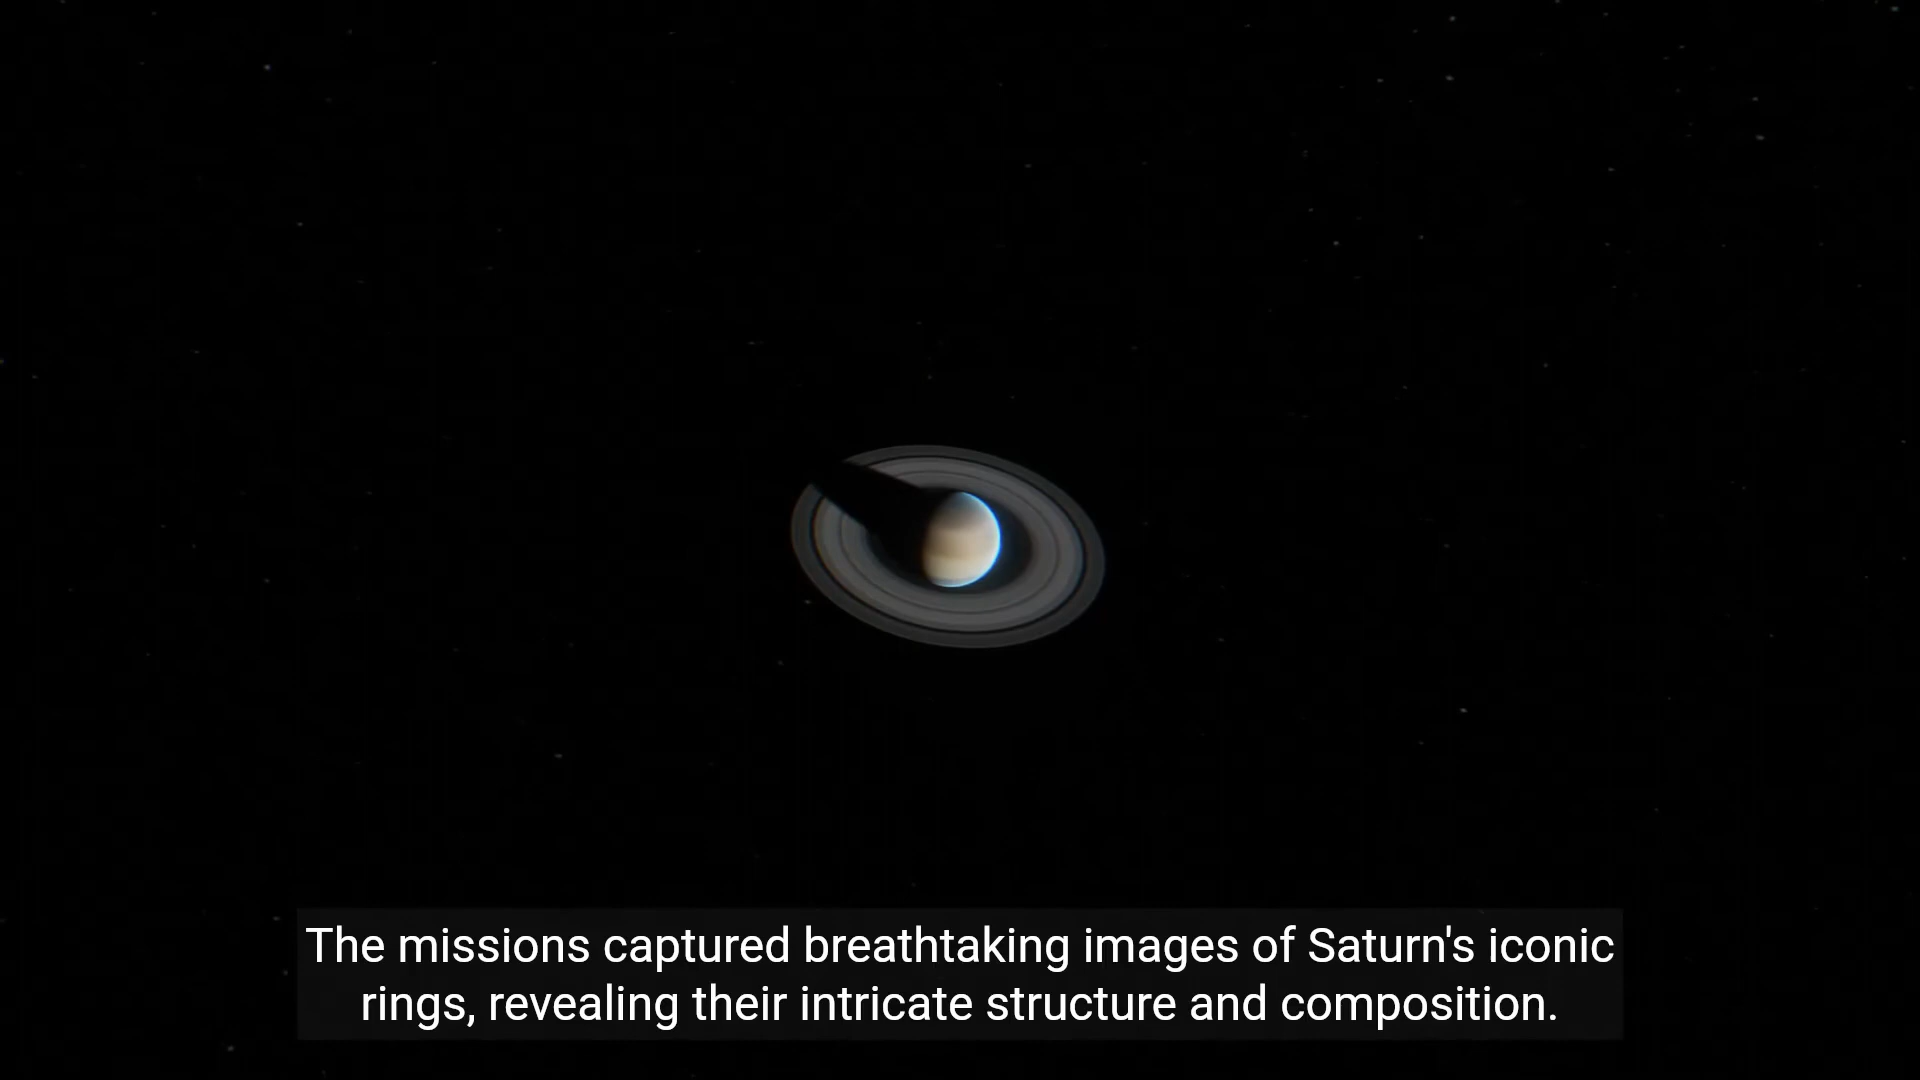 The missions captured breathtaking images of Saturn's iconic
rings, revealing their intricate structure and composition.